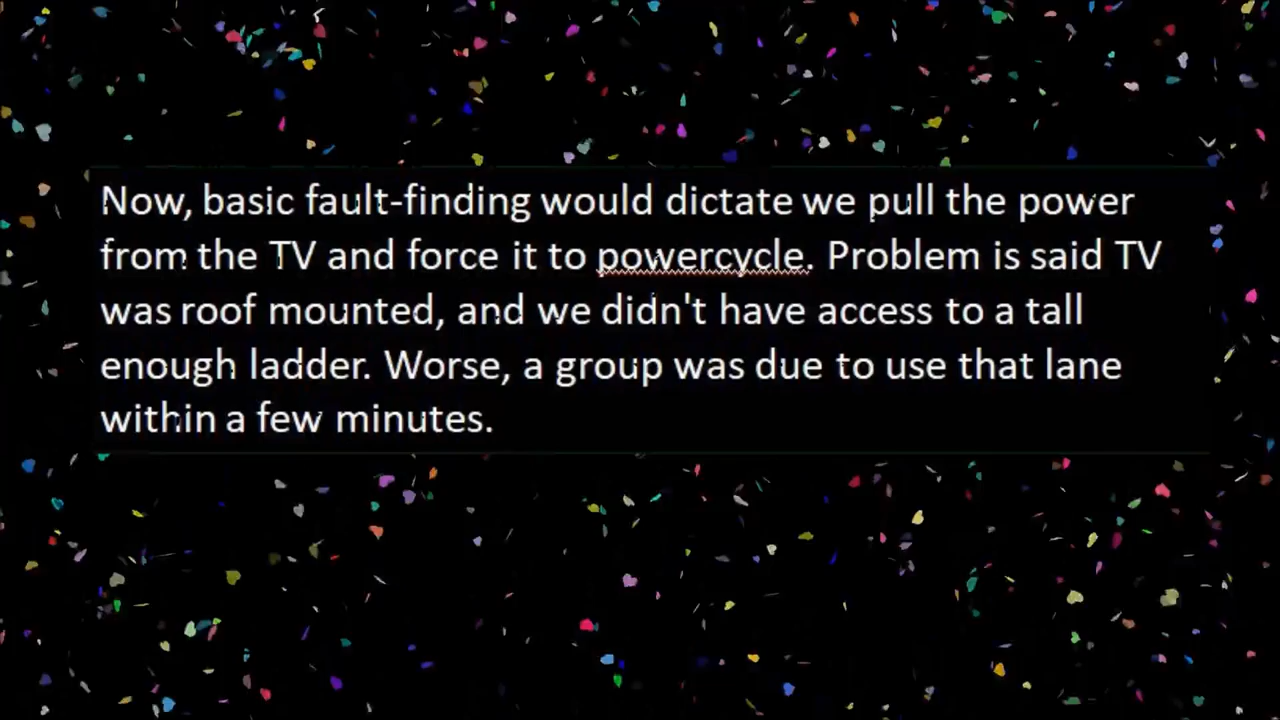 Now, basic fault-finding would dictate we pull the power
from the TV and force it to powercycle. Problem is said TV
was roof mounted, and we didn't have access to a tall
enough ladder. Worse, a group was due to use that lane
within a few minutes.